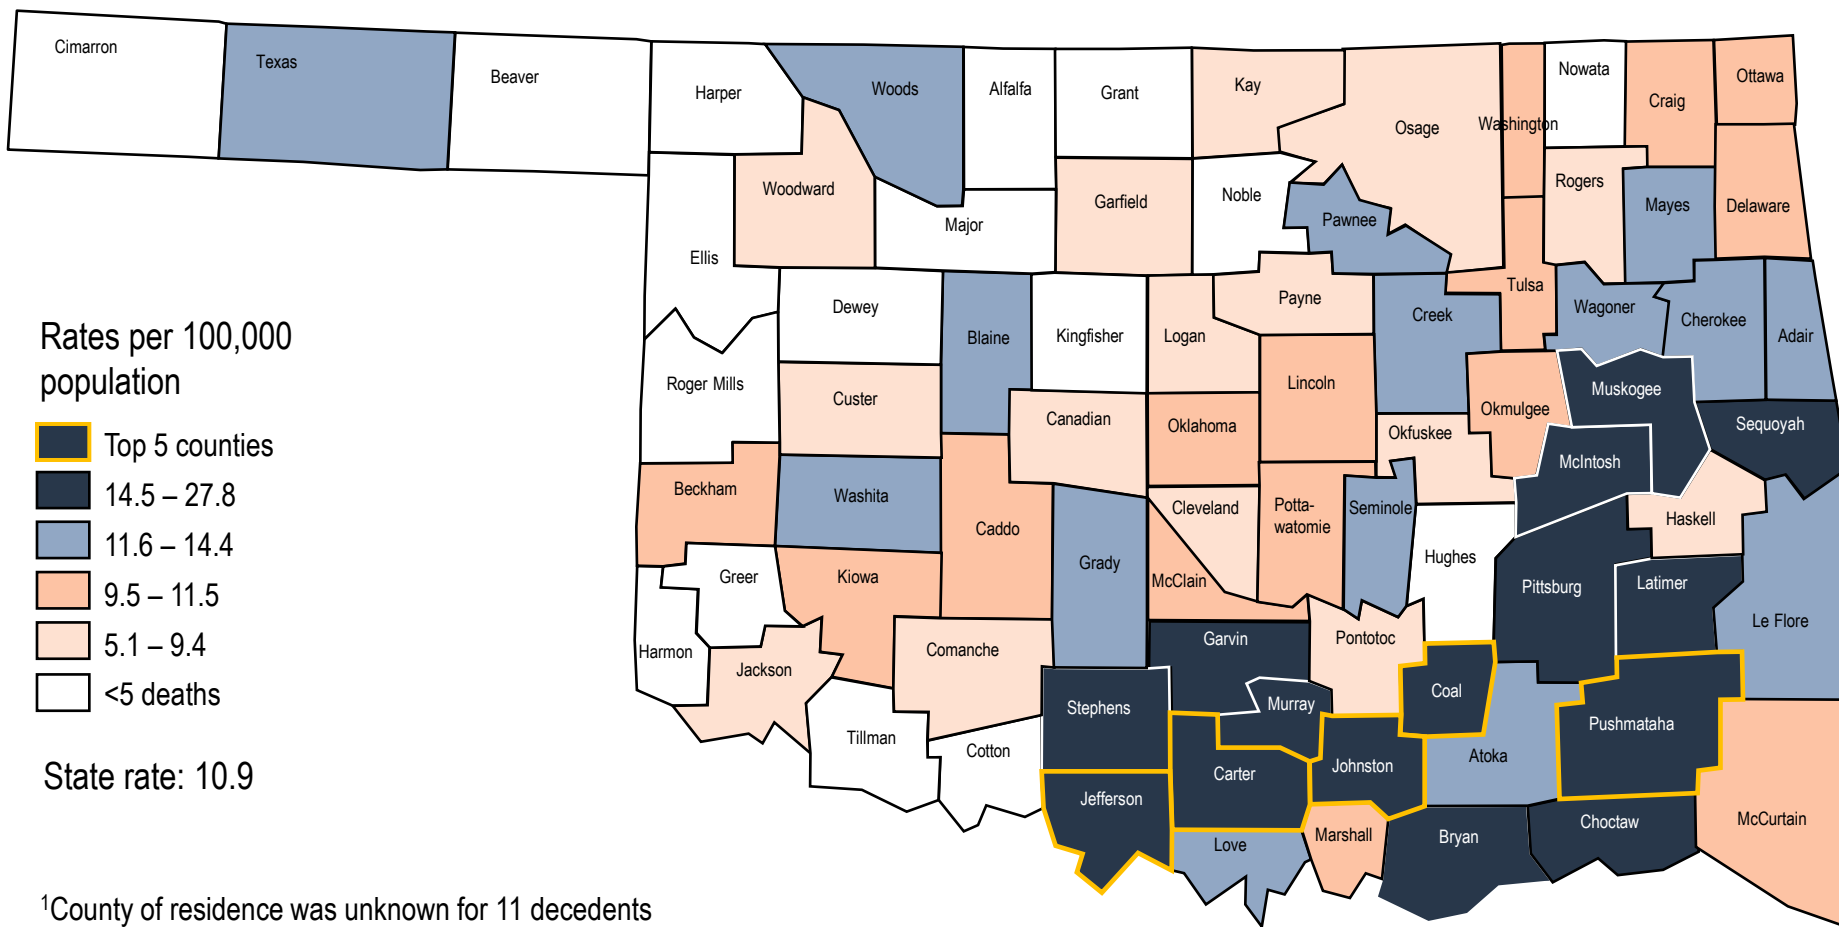 Cimarron
Texas
Beaver
Harper
Woods
Alfalfa
Grant
Kay
Osage
Washington
Nowata
Craig
Ottawa
Woodward
Major
Garfield
Noble
Pawnee
Rogers
Mayes
Delaware
Ellis
Dewey
Blaine
Kingfisher
Logan
Payne
Creek
Tulsa
Wagoner
Cherokee
Adair
Roger Mills
Custer
Canadian
Oklahoma
Lincoln
Okfuskee
Okmulgee
Muskogee
Sequoyah
McIntosh
Beckham
Washita
Caddo
Grady
Cleveland
McClain
Potta-
watomie
Seminole
Hughes
Haskell
Pittsburg
Latimer
Le Flore
Greer
Kiowa
Harmon
Jackson
Comanche
Garvin
Pontotoc
Coal
Stephens
Murray
Pushmataha
Tillman
Cotton
Carter
Johnston
Atoka
Jefferson
Love
Marshall
Bryan
Choctaw
McCurtain
Rates per 100,000
population
Top 5 counties
14.5 – 27.8
11.6 – 14.4
9.5 – 11.5
5.1 – 9.4
<5 deaths
State rate: 10.9
¹County of residence was unknown for 11 decedents